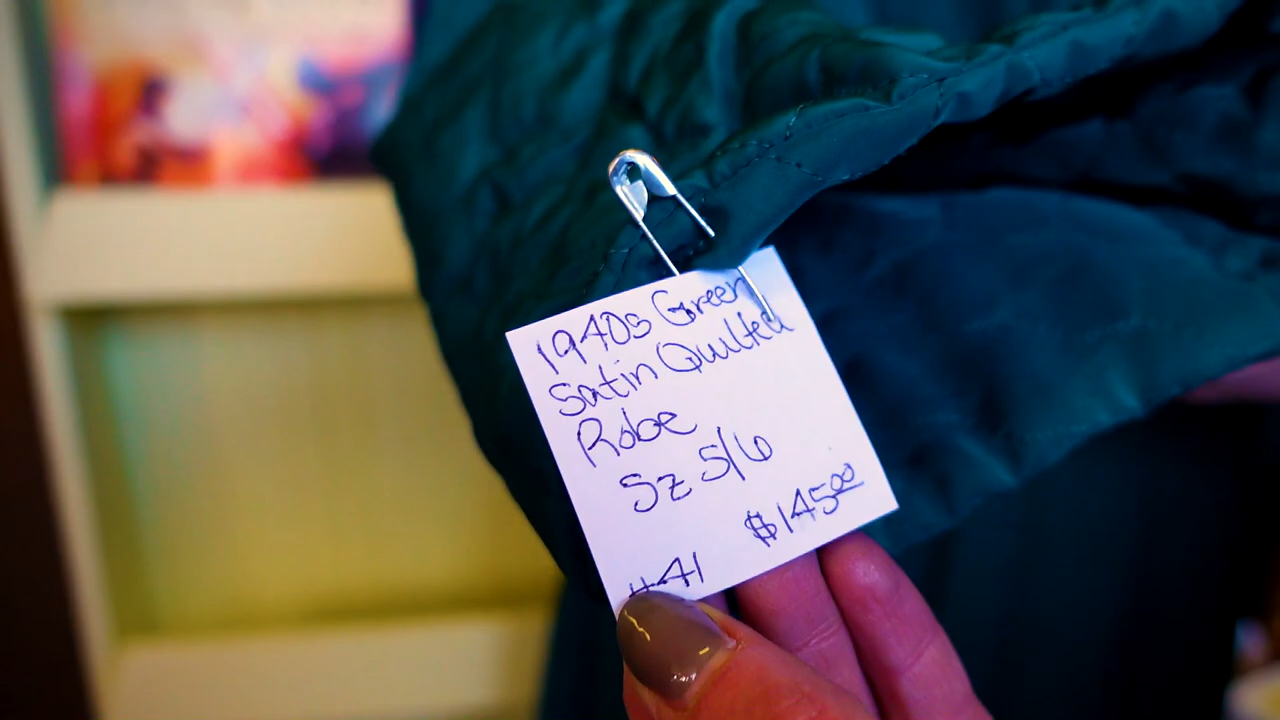 1940s Green
Satin Quilted
Robe
Sz 5/6
$145.00
#41